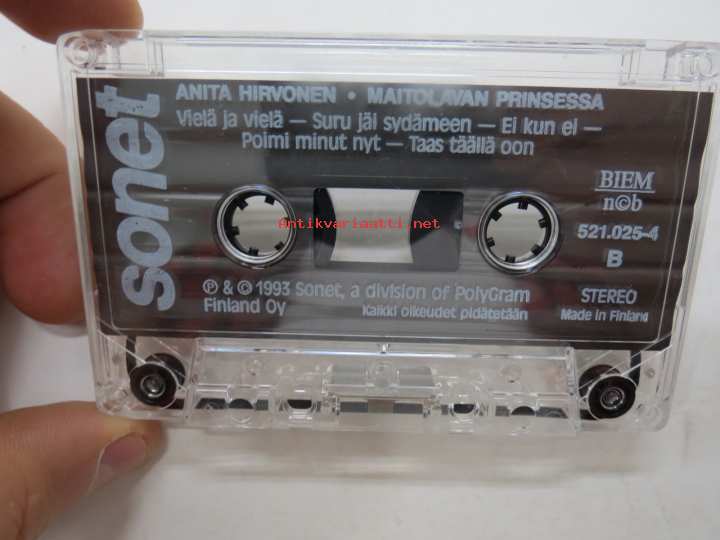 sonet
ANITA HIRVONEN • MAITOLAVAN PRINSESSA
Vielä ja vielä — Suru jäi sydämeen — Ei kun ei —
Poimi minut nyt — Taas täällä oon
BIEM
n©b
Antikvariaatti.net
521.025-4
B
℗ & © 1993 Sonet, a division of PolyGram
Finland Oy
Kaikki oikeudet pidätetään
STEREO
Made in Finland